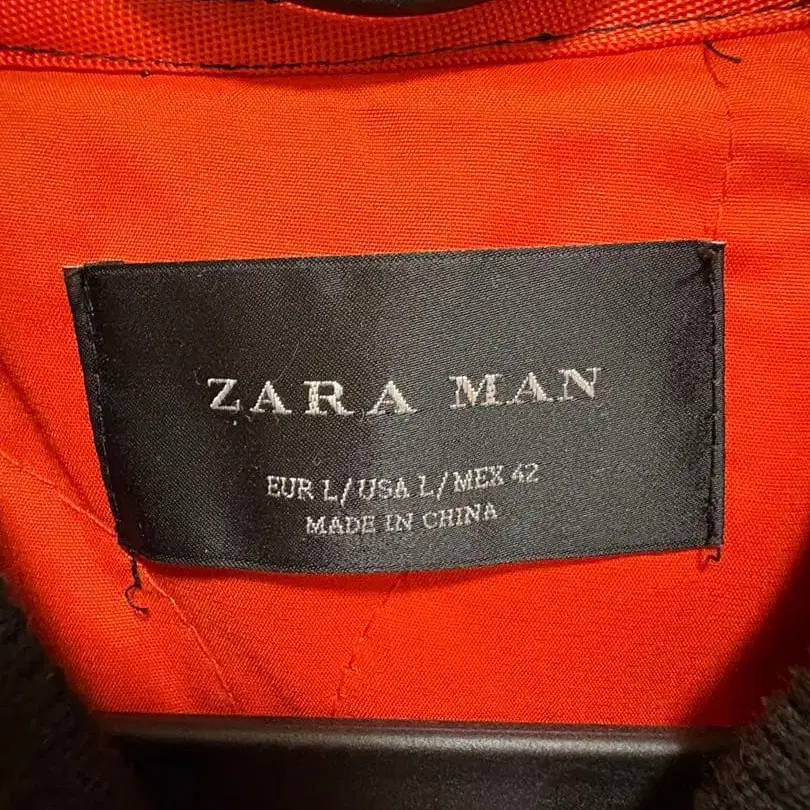 ZARA MAN
EUR L/USA L/MEX 42
MADE IN CHINA